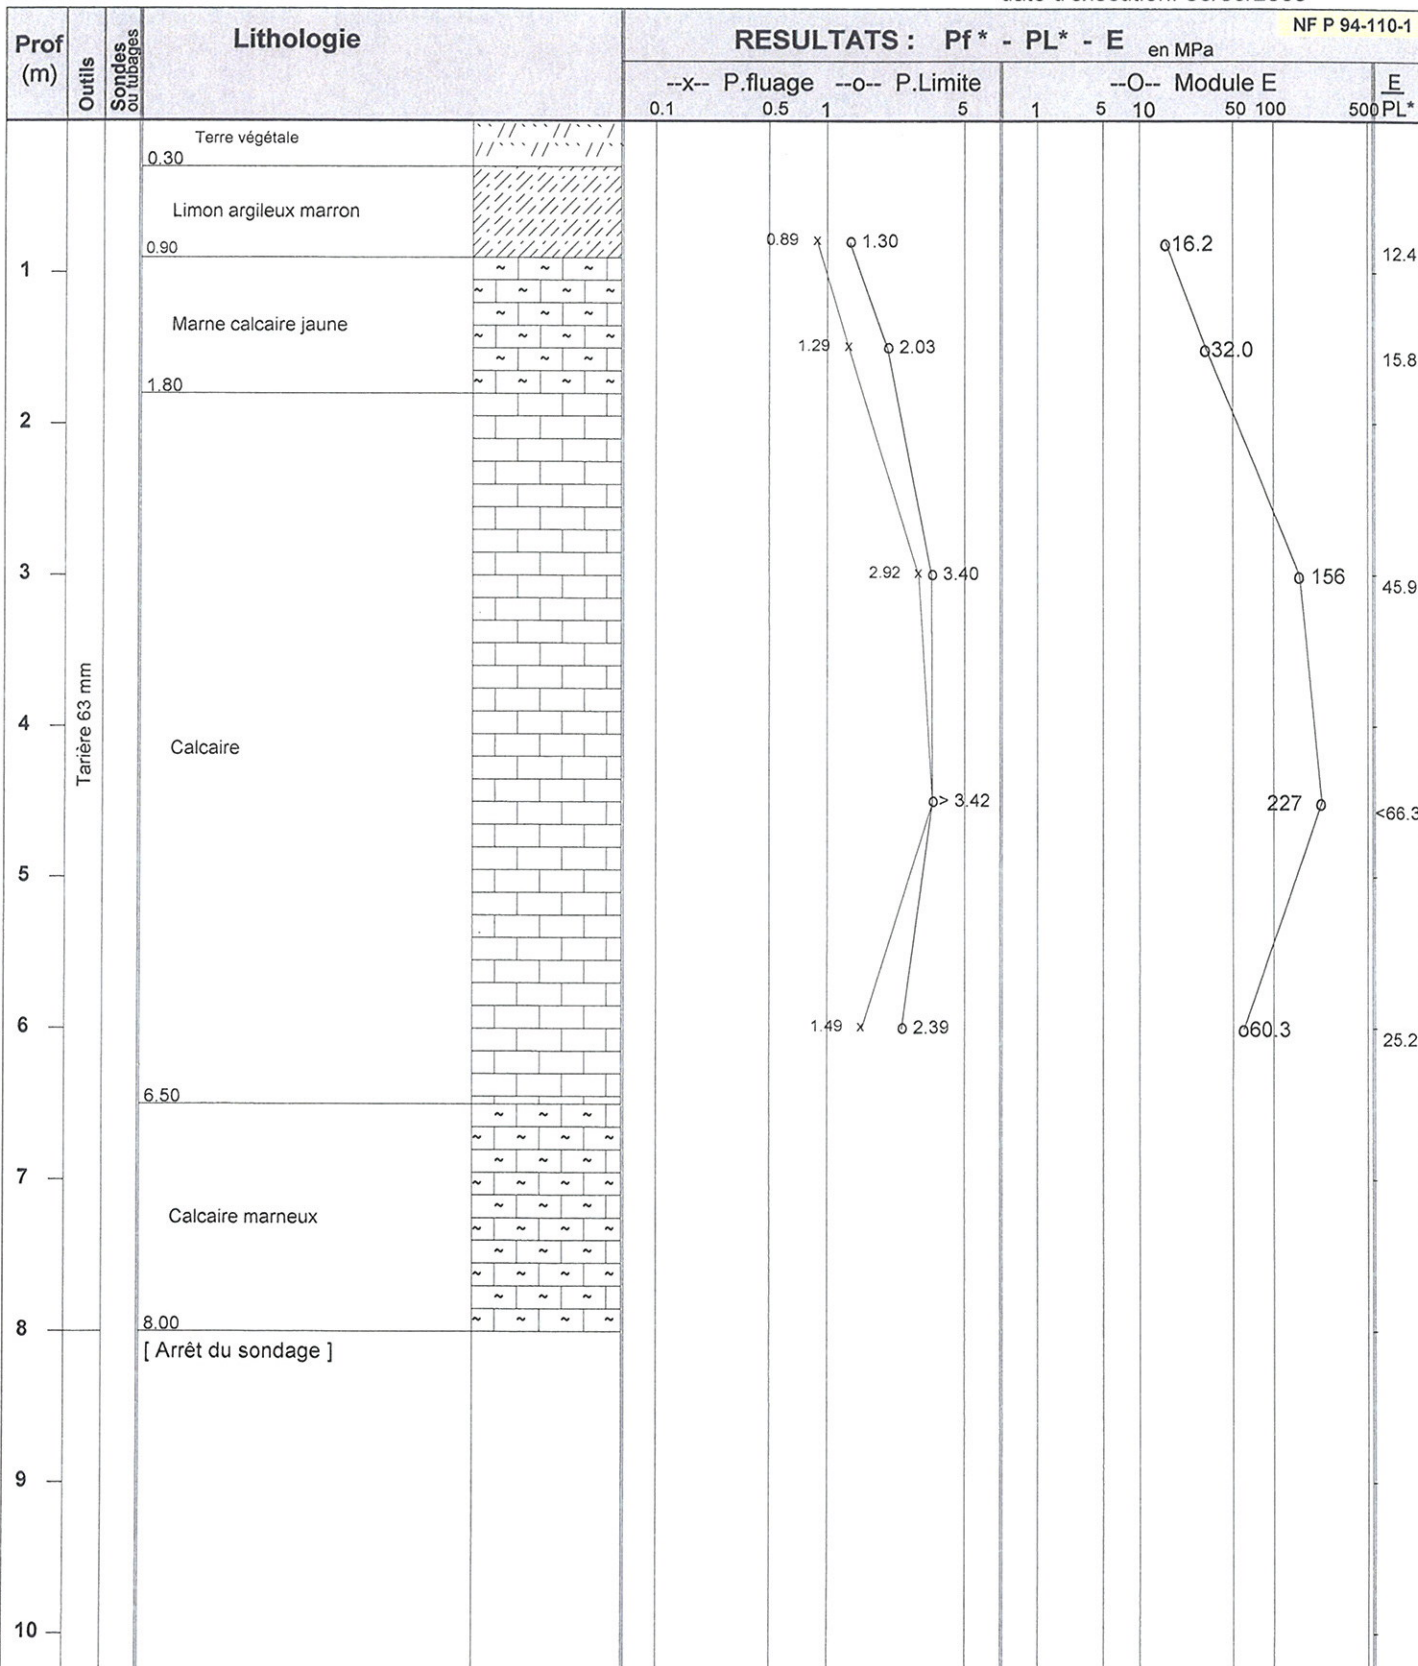 NF P 94-110-1
Prof
(m)
Outils
Sondes
ou tubages
Lithologie
RESULTATS : Pf* - PL* - E en MPa
--x-- P.fluage --o-- P.Limite
--O-- Module E
E
PL*
0.1 0.5 1 5 1 5 10 50 100 500
Terre végétale
0.30
Limon argileux marron
0.90
0.89 x o 1.30 o 16.2
12.4
1
Marne calcaire jaune
1.29 x o 2.03 o 32.0
15.8
1.80
2
2.92 x o 3.40 o 156
3
45.9
Tarière 63 mm
4
Calcaire
o > 3.42 227 o
<66.3
5
1.49 x o 2.39 o 60.3
6
25.2
6.50
7
Calcaire marneux
8.00
8
[ Arrêt du sondage ]
9
10